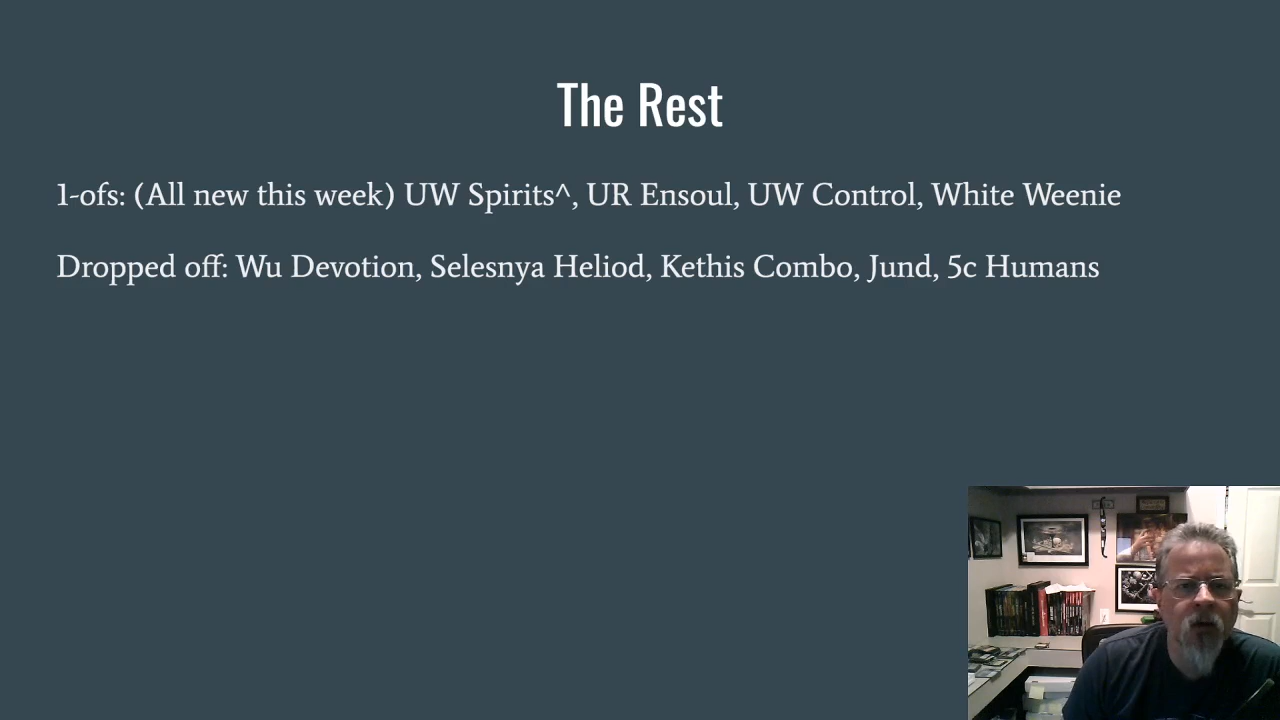 The Rest
1-ofs: (All new this week) UW Spirits^, UR Ensoul, UW Control, White Weenie
Dropped off: Wu Devotion, Selesnya Heliod, Kethis Combo, Jund, 5c Humans